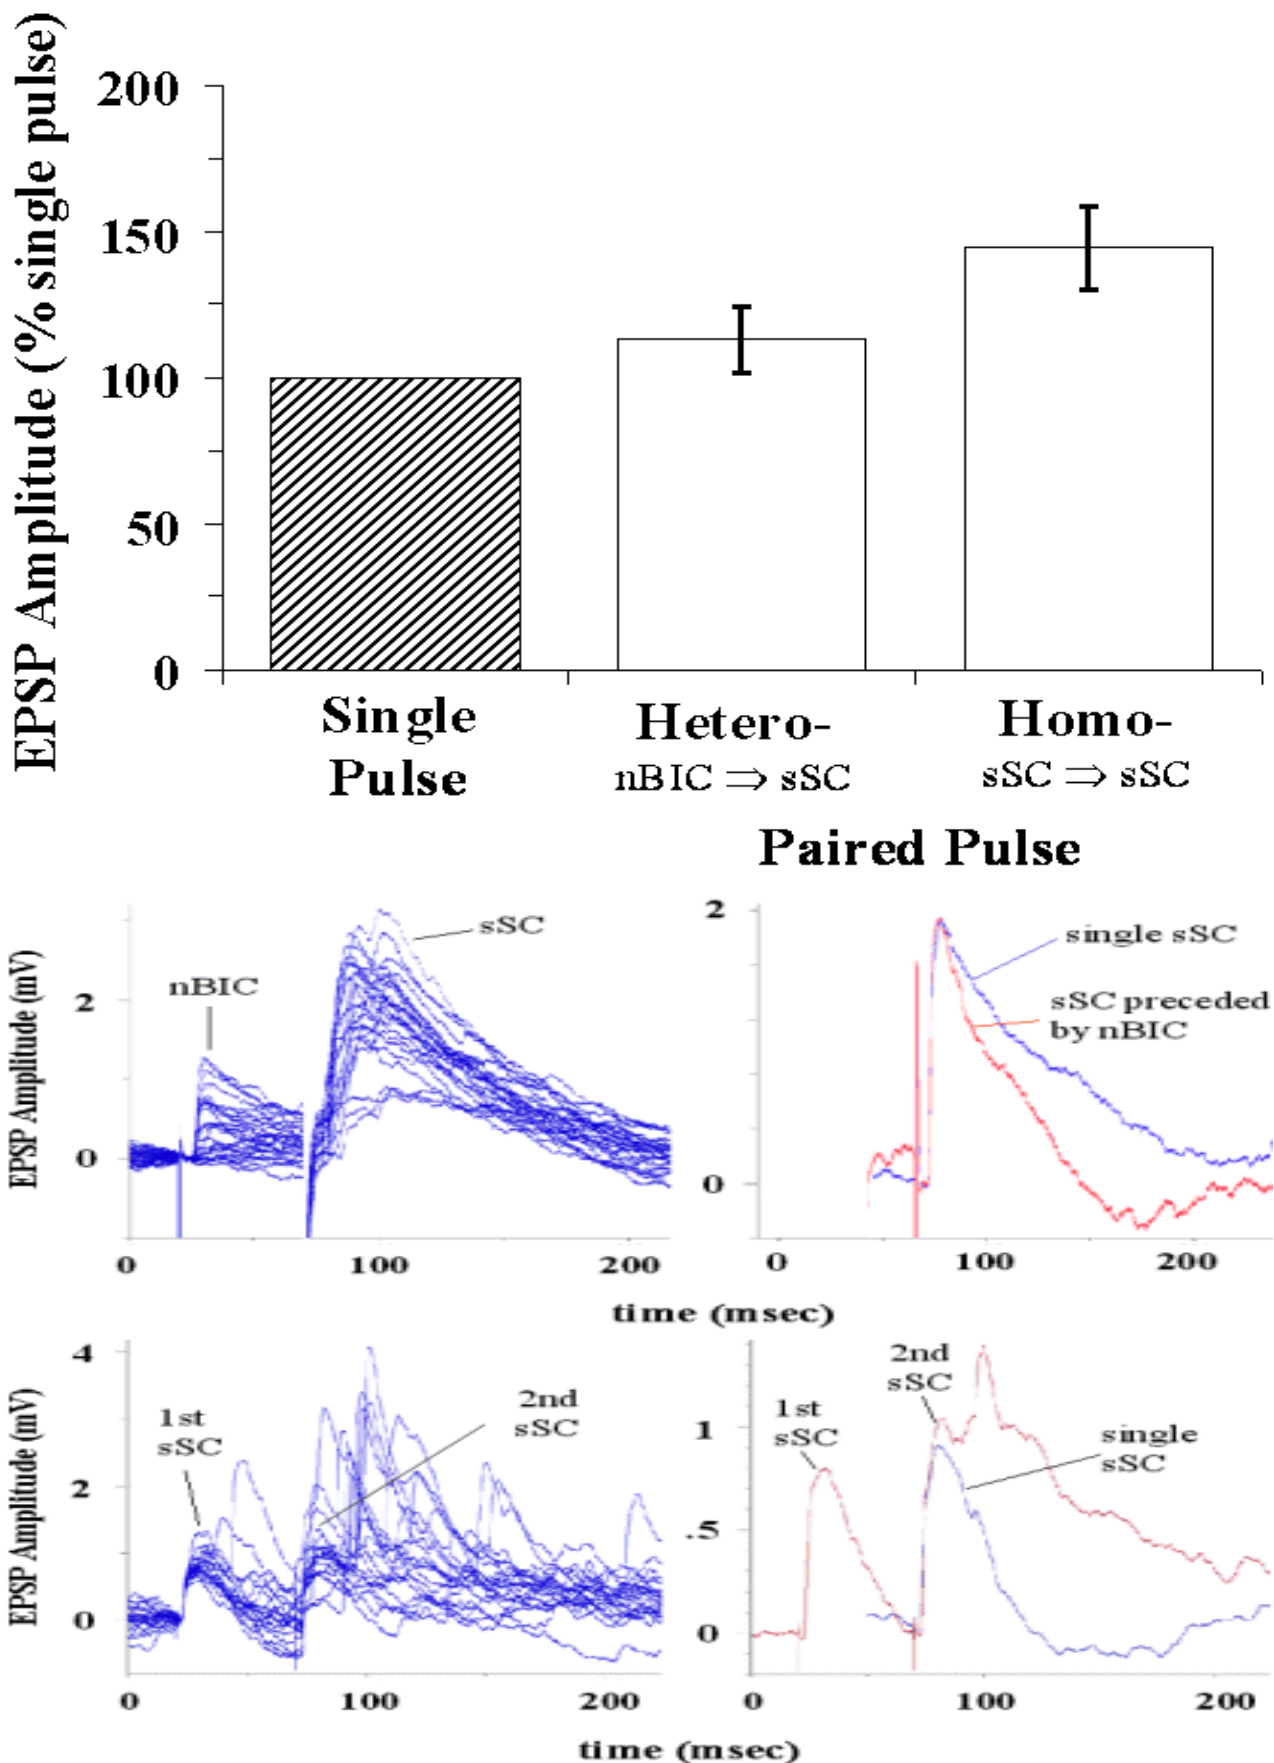 EPSP Amplitude (% single pulse)
200
150
100
50
0
Single
Pulse
Hetero-
nBIC ⇒ sSC
Homo-
sSC ⇒ sSC
Paired Pulse
EPSP Amplitude (mV)
2
0
nBIC
sSC
0
100
200
2
0
single sSC
sSC preceded
by nBIC
0
100
200
time (msec)
EPSP Amplitude (mV)
4
2
0
1st
sSC
2nd
sSC
0
100
200
1
.5
0
1st
sSC
2nd
sSC
single
sSC
0
100
200
time (msec)